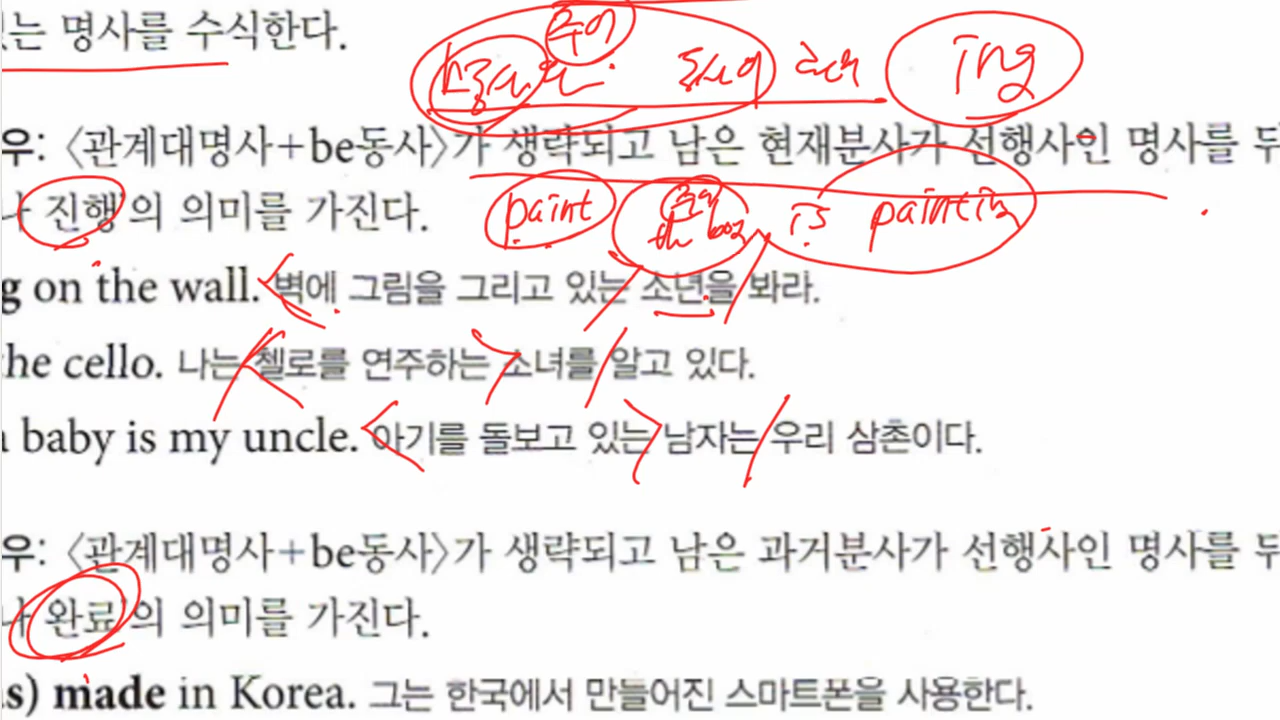 있는 명사를 수식한다.
주어
명사 는 동사에 ing
우: 〈관계대명사+be동사〉가 생략되고 남은 현재분사가 선행사인 명사를 뒤
나 진행'의 의미를 가진다.
paint the boy is painting
g on the wall. 벽에 그림을 그리고 있는 소년을 봐라.
he cello. 나는 첼로를 연주하는 소녀를 알고 있다.
a baby is my uncle. 아기를 돌보고 있는 남자는 우리 삼촌이다.
우: 〈관계대명사+be동사〉가 생략되고 남은 과거분사가 선행사인 명사를 뒤
나 완료'의 의미를 가진다.
s) made in Korea. 그는 한국에서 만들어진 스마트폰을 사용한다.